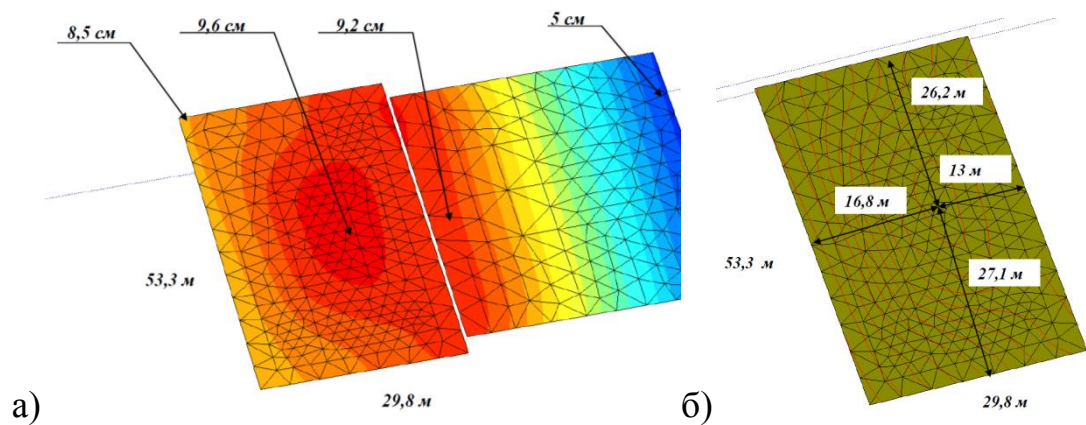 8,5 см
9,6 см
9,2 см
5 см
53,3 м
29,8 м
а)
26,2 м
13 м
16,8 м
53,3 м
27,1 м
29,8 м
б)